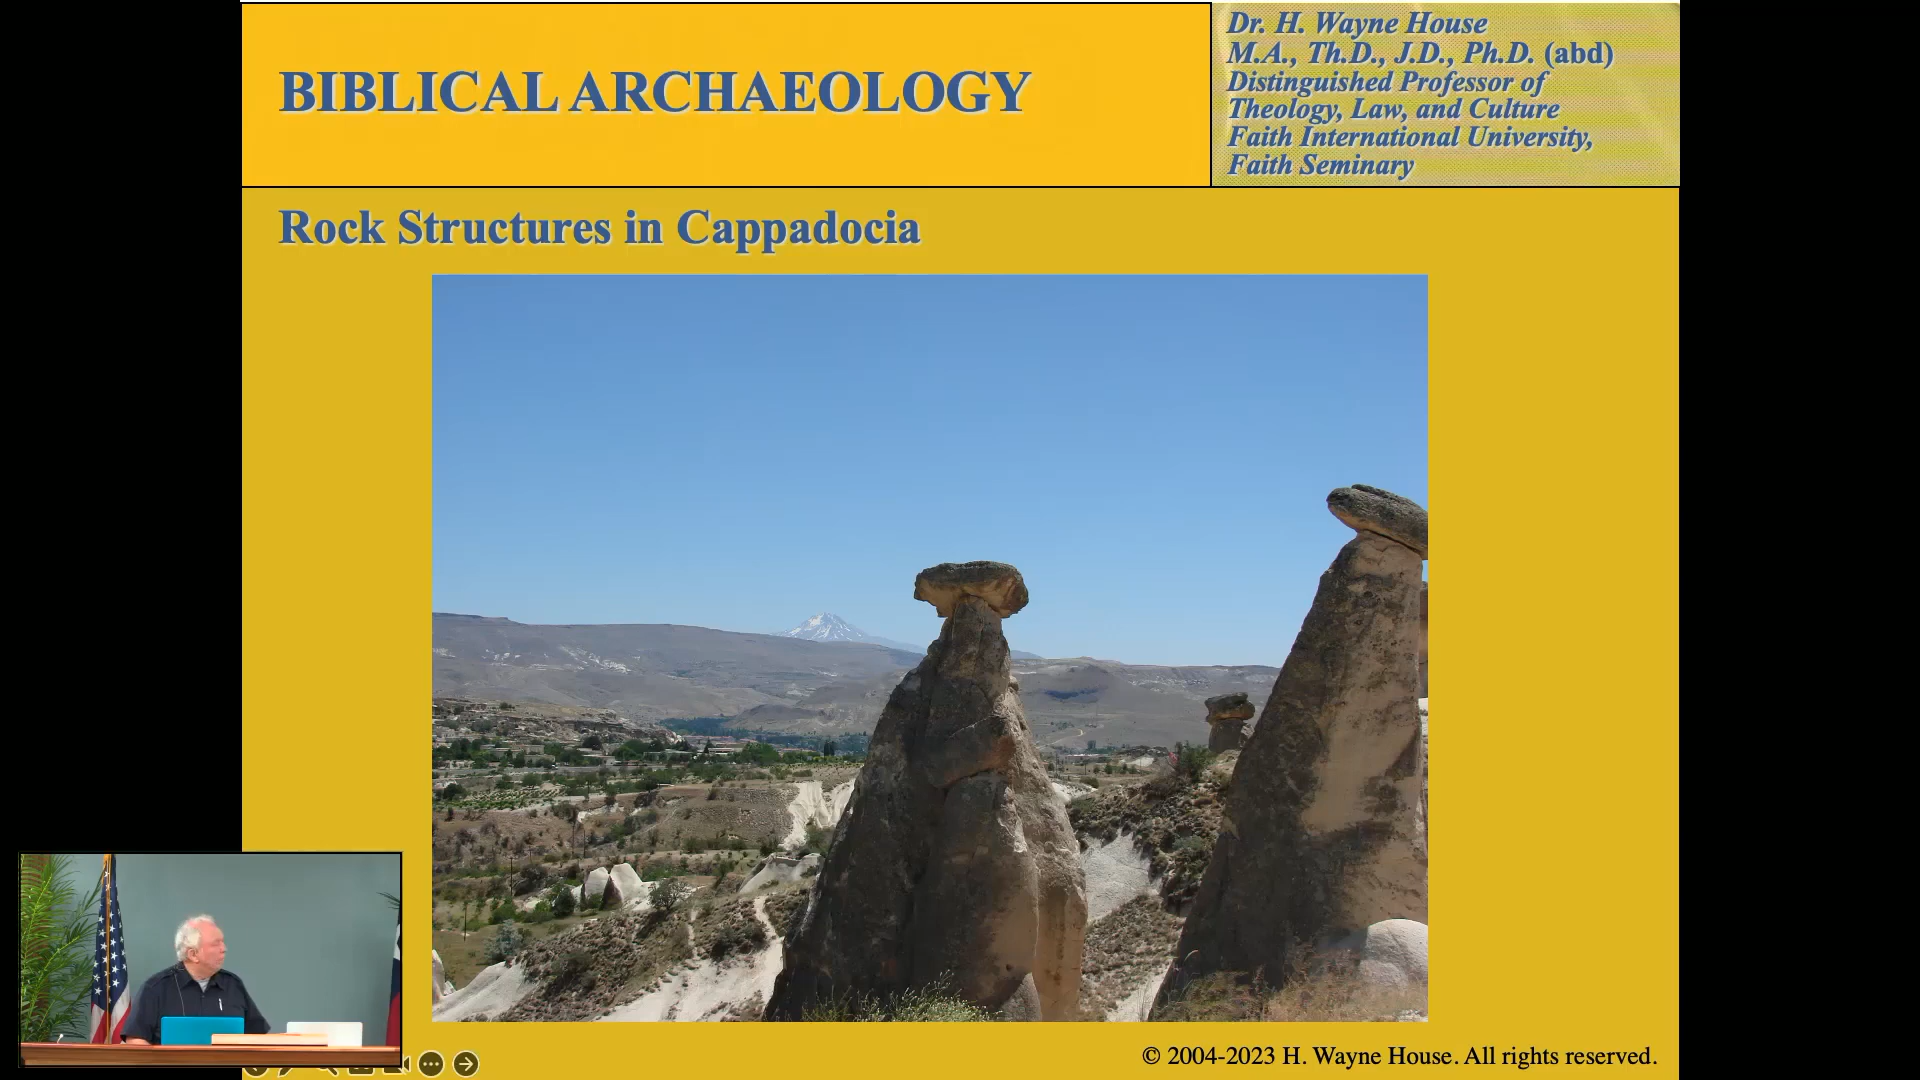 BIBLICAL ARCHAEOLOGY
Dr. H. Wayne House
M.A., Th.D., J.D., Ph.D. (abd)
Distinguished Professor of
Theology, Law, and Culture
Faith International University,
Faith Seminary
Rock Structures in Cappadocia
© 2004-2023 H. Wayne House. All rights reserved.